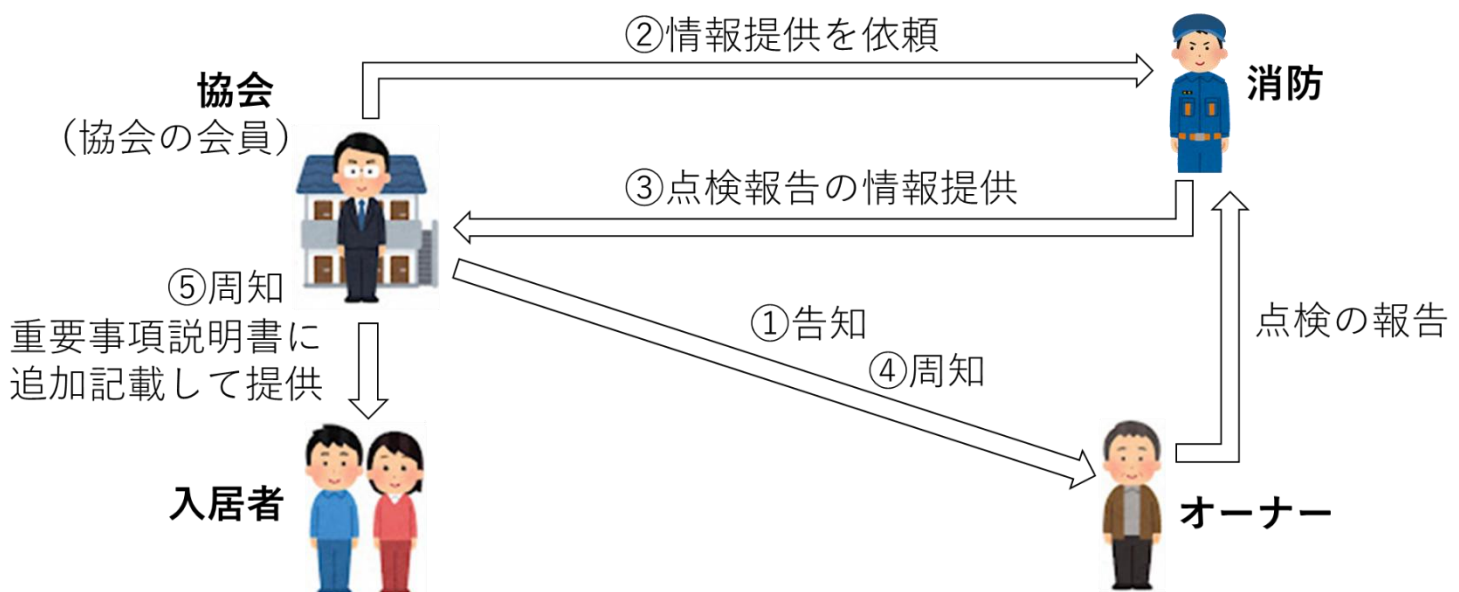 ②情報提供を依頼
協会
(協会の会員)
消防
③点検報告の情報提供
⑤周知
重要事項説明書に
追加記載して提供
①告知
④周知
点検の報告
入居者
オーナー